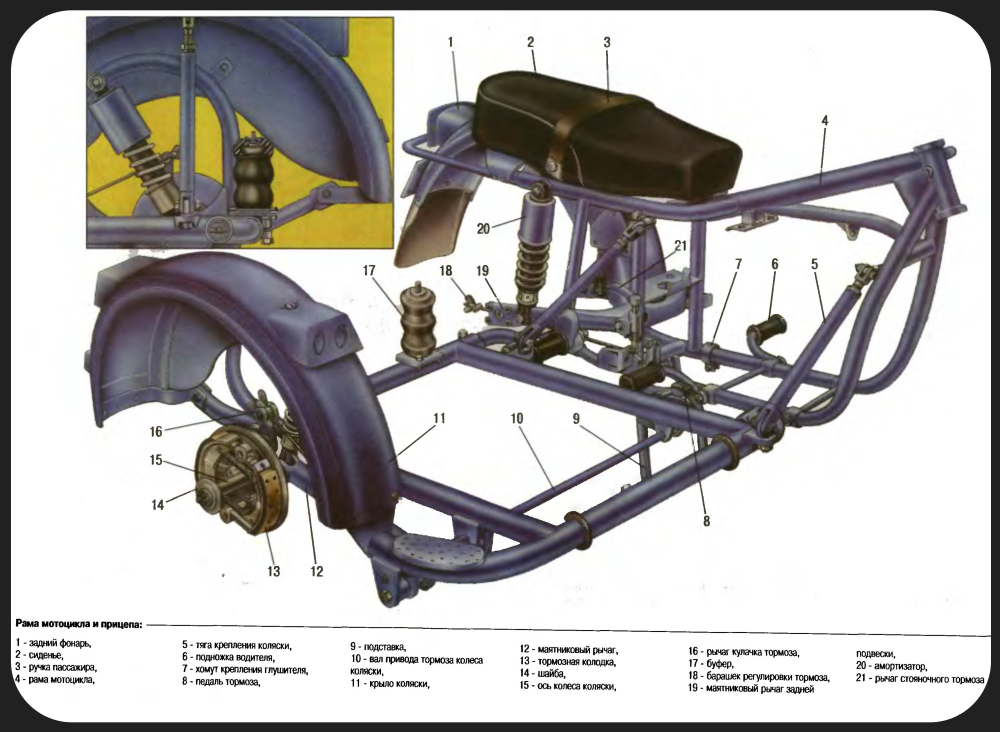 1
2
3
4
20
21
17
18
19
7
6
5
16
11
10
9
15
14
8
13
12
Рама мотоцикла и прицепа:
1 - задний фонарь,
2 - сиденье,
3 - ручка пассажира,
4 - рама мотоцикла,
5 - тяга крепления коляски,
6 - подножка водителя,
7 - хомут крепления глушителя,
8 - педаль тормоза,
9 - подставка,
10 - вал привода тормоза колеса
коляски,
11 - крыло коляски,
12 - маятниковый рычаг,
13 - тормозная колодка,
14 - шайба,
15 - ось колеса коляски,
16 - рычаг кулачка тормоза,
17 - буфер,
18 - барашек регулировки тормоза,
19 - маятниковый рычаг задней
подвески,
20 - амортизатор,
21 - рычаг стояночного тормоза